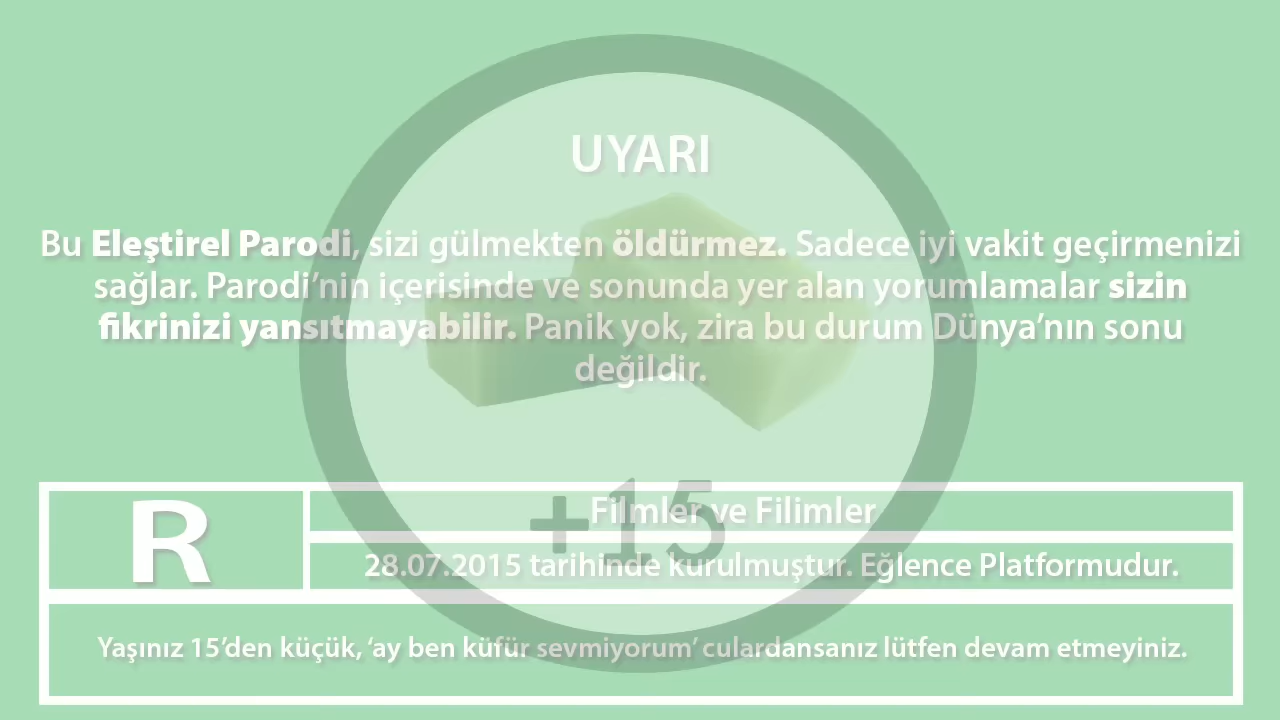 UYARI
Bu Eleştirel Parodi, sizi gülmekten öldürmez. Sadece iyi vakit geçirmenizi
sağlar. Parodi’nin içerisinde ve sonunda yer alan yorumlamalar sizin
fikrinizi yansıtmayabilir. Panik yok, zira bu durum Dünya’nın sonu
değildir.
+15
R
Filmler ve Filimler
28.07.2015 tarihinde kurulmuştur. Eğlence Platformudur.
Yaşınız 15’den küçük, ‘ay ben küfür sevmiyorum’ culardansanız lütfen devam etmeyiniz.